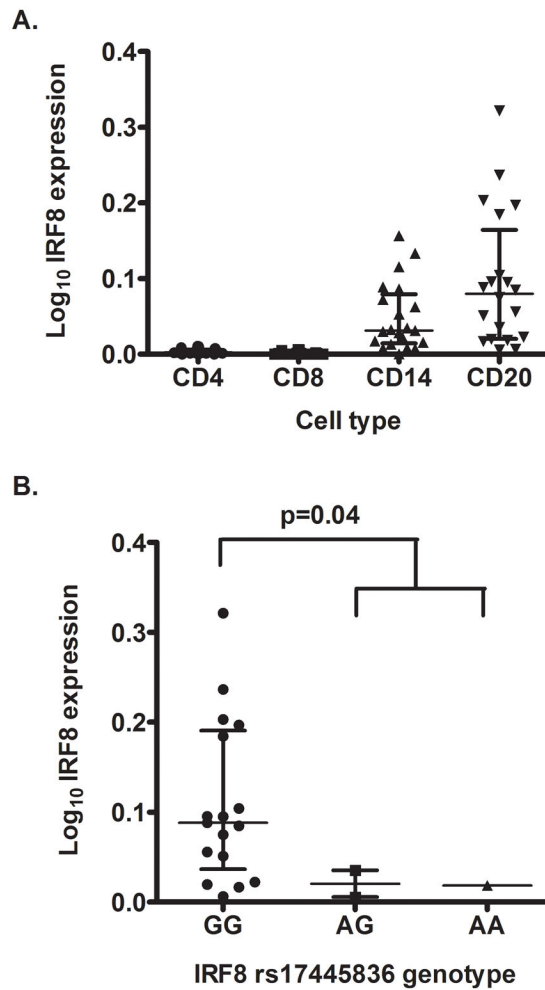 A.
Log10 IRF8 expression
0.4
0.3
0.2
0.1
0.0
CD4 CD8 CD14 CD20
Cell type
B.
p=0.04
Log10 IRF8 expression
0.4
0.3
0.2
0.1
0.0
GG AG AA
IRF8 rs17445836 genotype